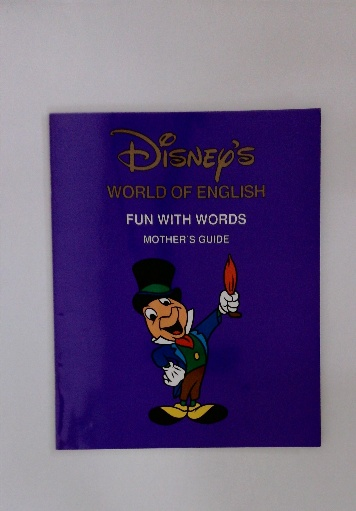 DISNEY'S
WORLD OF ENGLISH
FUN WITH WORDS
MOTHER'S GUIDE